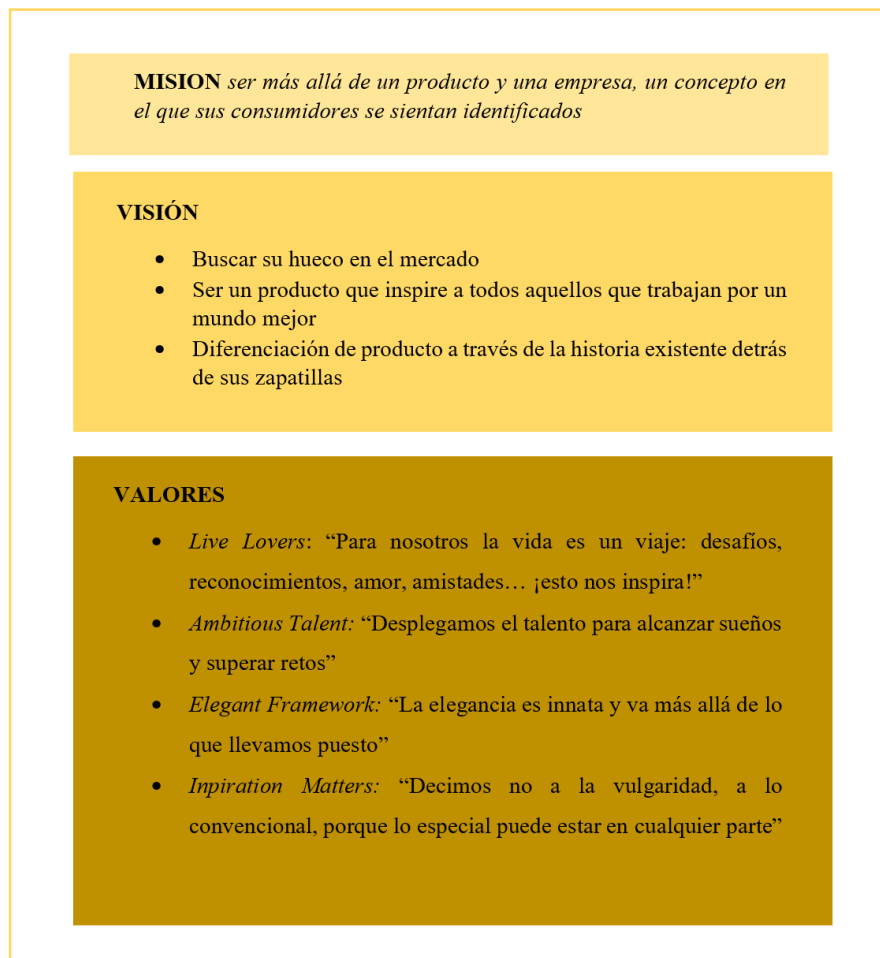 MISION ser más allá de un producto y una empresa, un concepto en
el que sus consumidores se sientan identificados
VISIÓN
• Buscar su hueco en el mercado
• Ser un producto que inspire a todos aquellos que trabajan por un
mundo mejor
• Diferenciación de producto a través de la historia existente detrás
de sus zapatillas
VALORES
• Live Lovers: “Para nosotros la vida es un viaje: desafíos,
reconocimientos, amor, amistades… ¡esto nos inspira!”
• Ambitious Talent: “Desplegamos el talento para alcanzar sueños
y superar retos”
• Elegant Framework: “La elegancia es innata y va más allá de lo
que llevamos puesto”
• Inpiration Matters: “Decimos no a la vulgaridad, a lo
convencional, porque lo especial puede estar en cualquier parte”